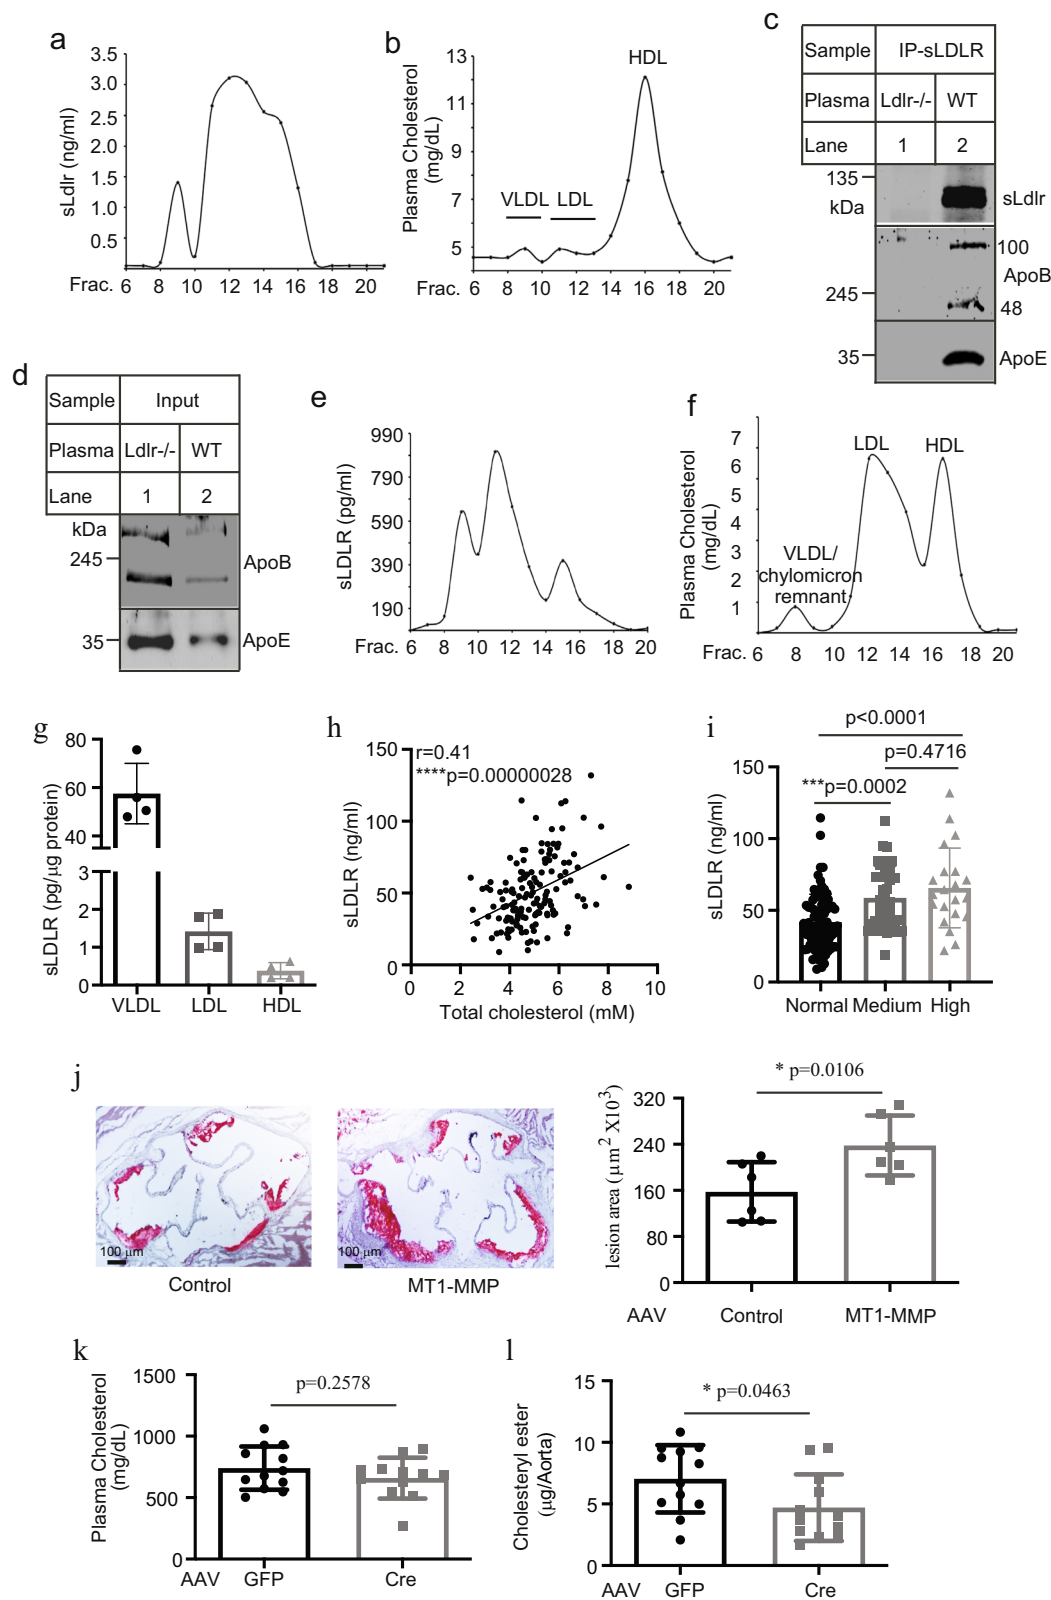 a
3.5
3.0
2.5
2.0
1.5
1.0
0.5
sLdlr (ng/ml)
Frac. 6 8 10 12 14 16 18 20
b
13
11
9
7
5
Plasma Cholesterol
(mg/dL)
HDL
VLDL LDL
Frac. 6 8 10 12 14 16 18 20
c
Sample IP-sLDLR
Plasma Ldlr-/- WT
Lane 1 2
135
kDa
sLdlr
100
ApoB
245
48
35
ApoE
d
Sample Input
Plasma Ldlr-/- WT
Lane 1 2
kDa
245
ApoB
35
ApoE
e
990
790
590
390
190
sLDLR (pg/ml)
Frac. 6 8 10 12 14 16 18 20
f
7
6
5
4
3
2
1
Plasma Cholesterol
(mg/dL)
LDL HDL
VLDL/
chylomicron
remnant
Frac. 6 8 10 12 14 16 18 20
g
80
60
40
3
2
1
0
sLDLR (pg/μg protein)
VLDL LDL HDL
h
r=0.41
****p=0.00000028
150
100
50
0
sLDLR (ng/ml)
0 2 4 6 8 10
Total cholesterol (mM)
i
p<0.0001
p=0.4716
***p=0.0002
150
100
50
0
sLDLR (ng/ml)
Normal Medium High
j
100 μm
Control
100 μm
MT1-MMP
* p=0.0106
320
240
160
80
0
lesion area (μm² X10³)
AAV Control MT1-MMP
k
p=0.2578
1500
1000
500
0
Plasma Cholesterol
(mg/dL)
AAV GFP Cre
l
* p=0.0463
15
10
5
0
Cholesteryl ester
(μg/Aorta)
AAV GFP Cre